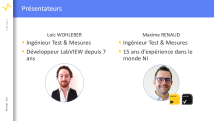 Présentateurs
Loïc WOHLEBER
Ingénieur Test & Mesures
Développeur LabVIEW depuis 7
ans
Maxime RENAUD
Ingénieur Test & Mesures
15 ans d'expérience dans le
monde NI